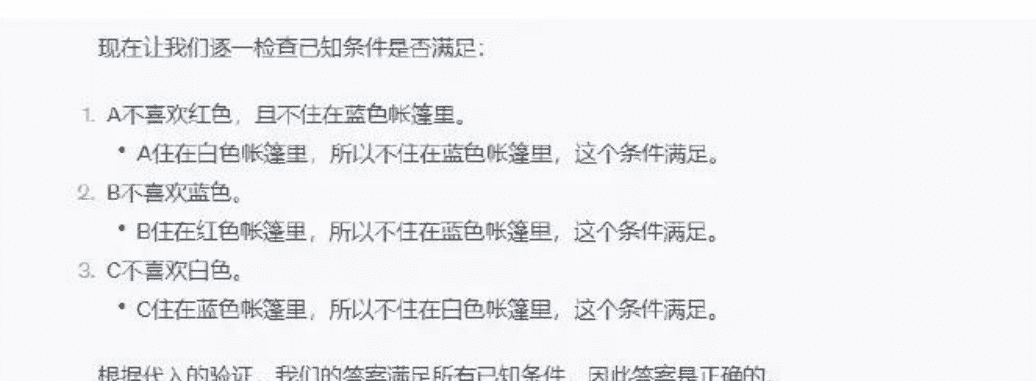 现在让我们逐一检查已知条件是否满足：
1. A不喜欢红色，且不住在蓝色帐篷里。
• A住在白色帐篷里，所以不住在蓝色帐篷里，这个条件满足。
2. B不喜欢蓝色。
• B住在红色帐篷里，所以不住在蓝色帐篷里，这个条件满足。
3. C不喜欢白色。
• C住在蓝色帐篷里，所以不住在白色帐篷里，这个条件满足。
根据代入的验证，我们的答案满足所有已知条件，因此答案是正确的。